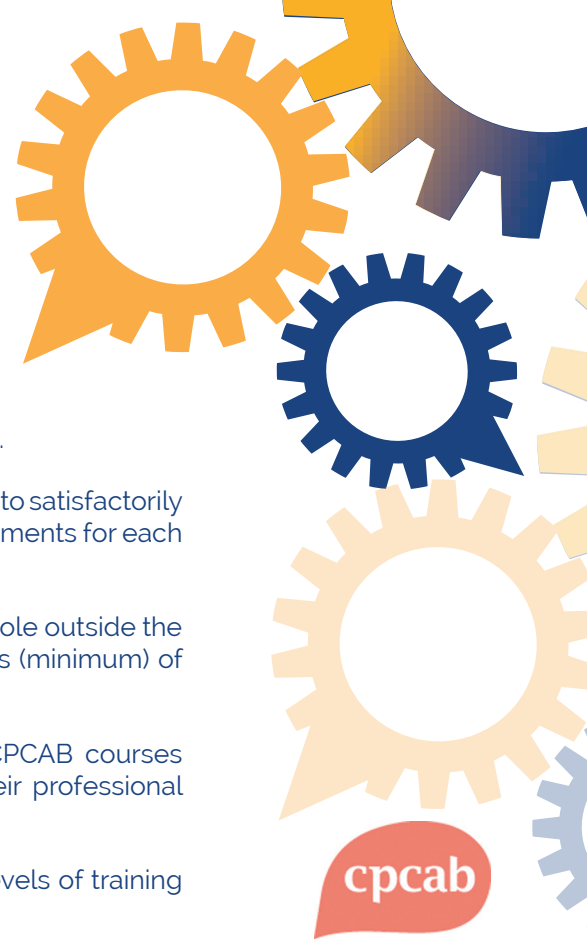 .
to satisfactorily
ments for each
ole outside the
s (minimum) of
CPCAB courses
eir professional
vels of training
cpcab